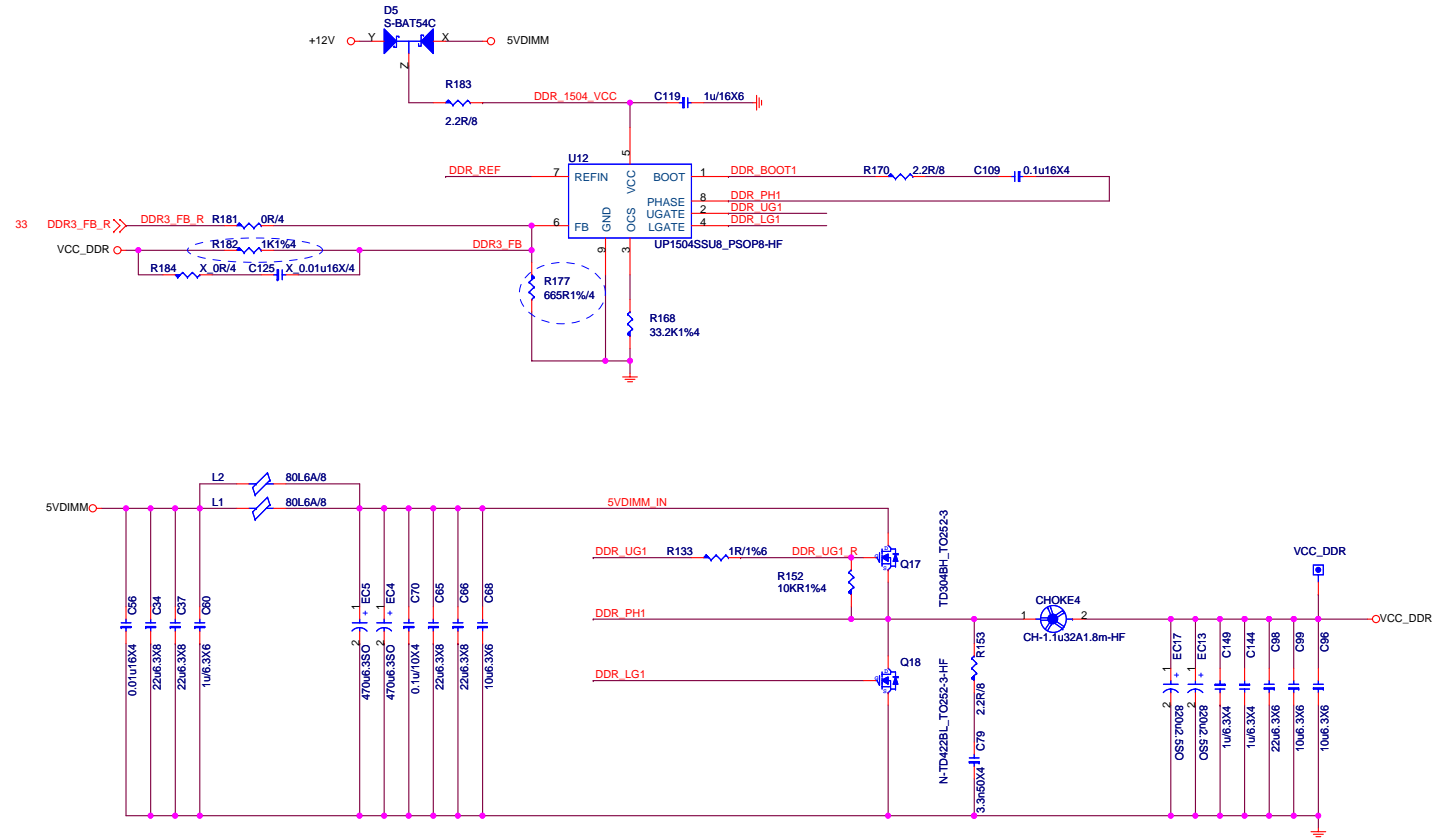 D5
S-BAT54C
+12V
Y
X
5VDIMM
Z
R183
2.2R/8
DDR_1504_VCC
C119
1u/16X6
5
U12
DDR_REF
7
REFIN
VCC
BOOT
1
DDR_BOOT1
R170
2.2R/8
C109
0.1u16X4
PHASE
8
DDR_PH1
UGATE
2
DDR_UG1
LGATE
4
DDR_LG1
33
DDR3_FB_R
DDR3_FB_R
R181
0R/4
6
FB
GND
OCS
UP1504SSU8_PSOP8-HF
VCC_DDR
R182
1K1%4
DDR3_FB
9
3
R184
X_0R/4
C125
X_0.01u16X/4
R177
665R1%/4
R168
33.2K1%4
L2
80L6A/8
5VDIMM
L1
80L6A/8
5VDIMM_IN
C56
0.01u16X4
C34
22u6.3X8
C37
22u6.3X8
C60
1u/6.3X6
1
+
EC5
2
470u6.3SO
1
+
EC4
2
470u6.3SO
C70
0.1u/10X4
C65
22u6.3X8
C66
22u6.3X8
C68
10u6.3X6
DDR_UG1
R133
1R/1%6
DDR_UG1_R
R152
10KR1%4
Q17
TD304BH_TO252-3
DDR_PH1
DDR_LG1
Q18
N-TD422BL_TO252-3-HF
R153
2.2R/8
C79
3.3n50X4
CHOKE4
1
2
CH-1.1u32A1.8m-HF
VCC_DDR
VCC_DDR
1
+
EC17
2
820u2.5SO
1
+
EC13
2
820u2.5SO
C149
1u/6.3X4
C144
1u/6.3X4
C98
22u6.3X6
C99
10u6.3X6
C96
10u6.3X6